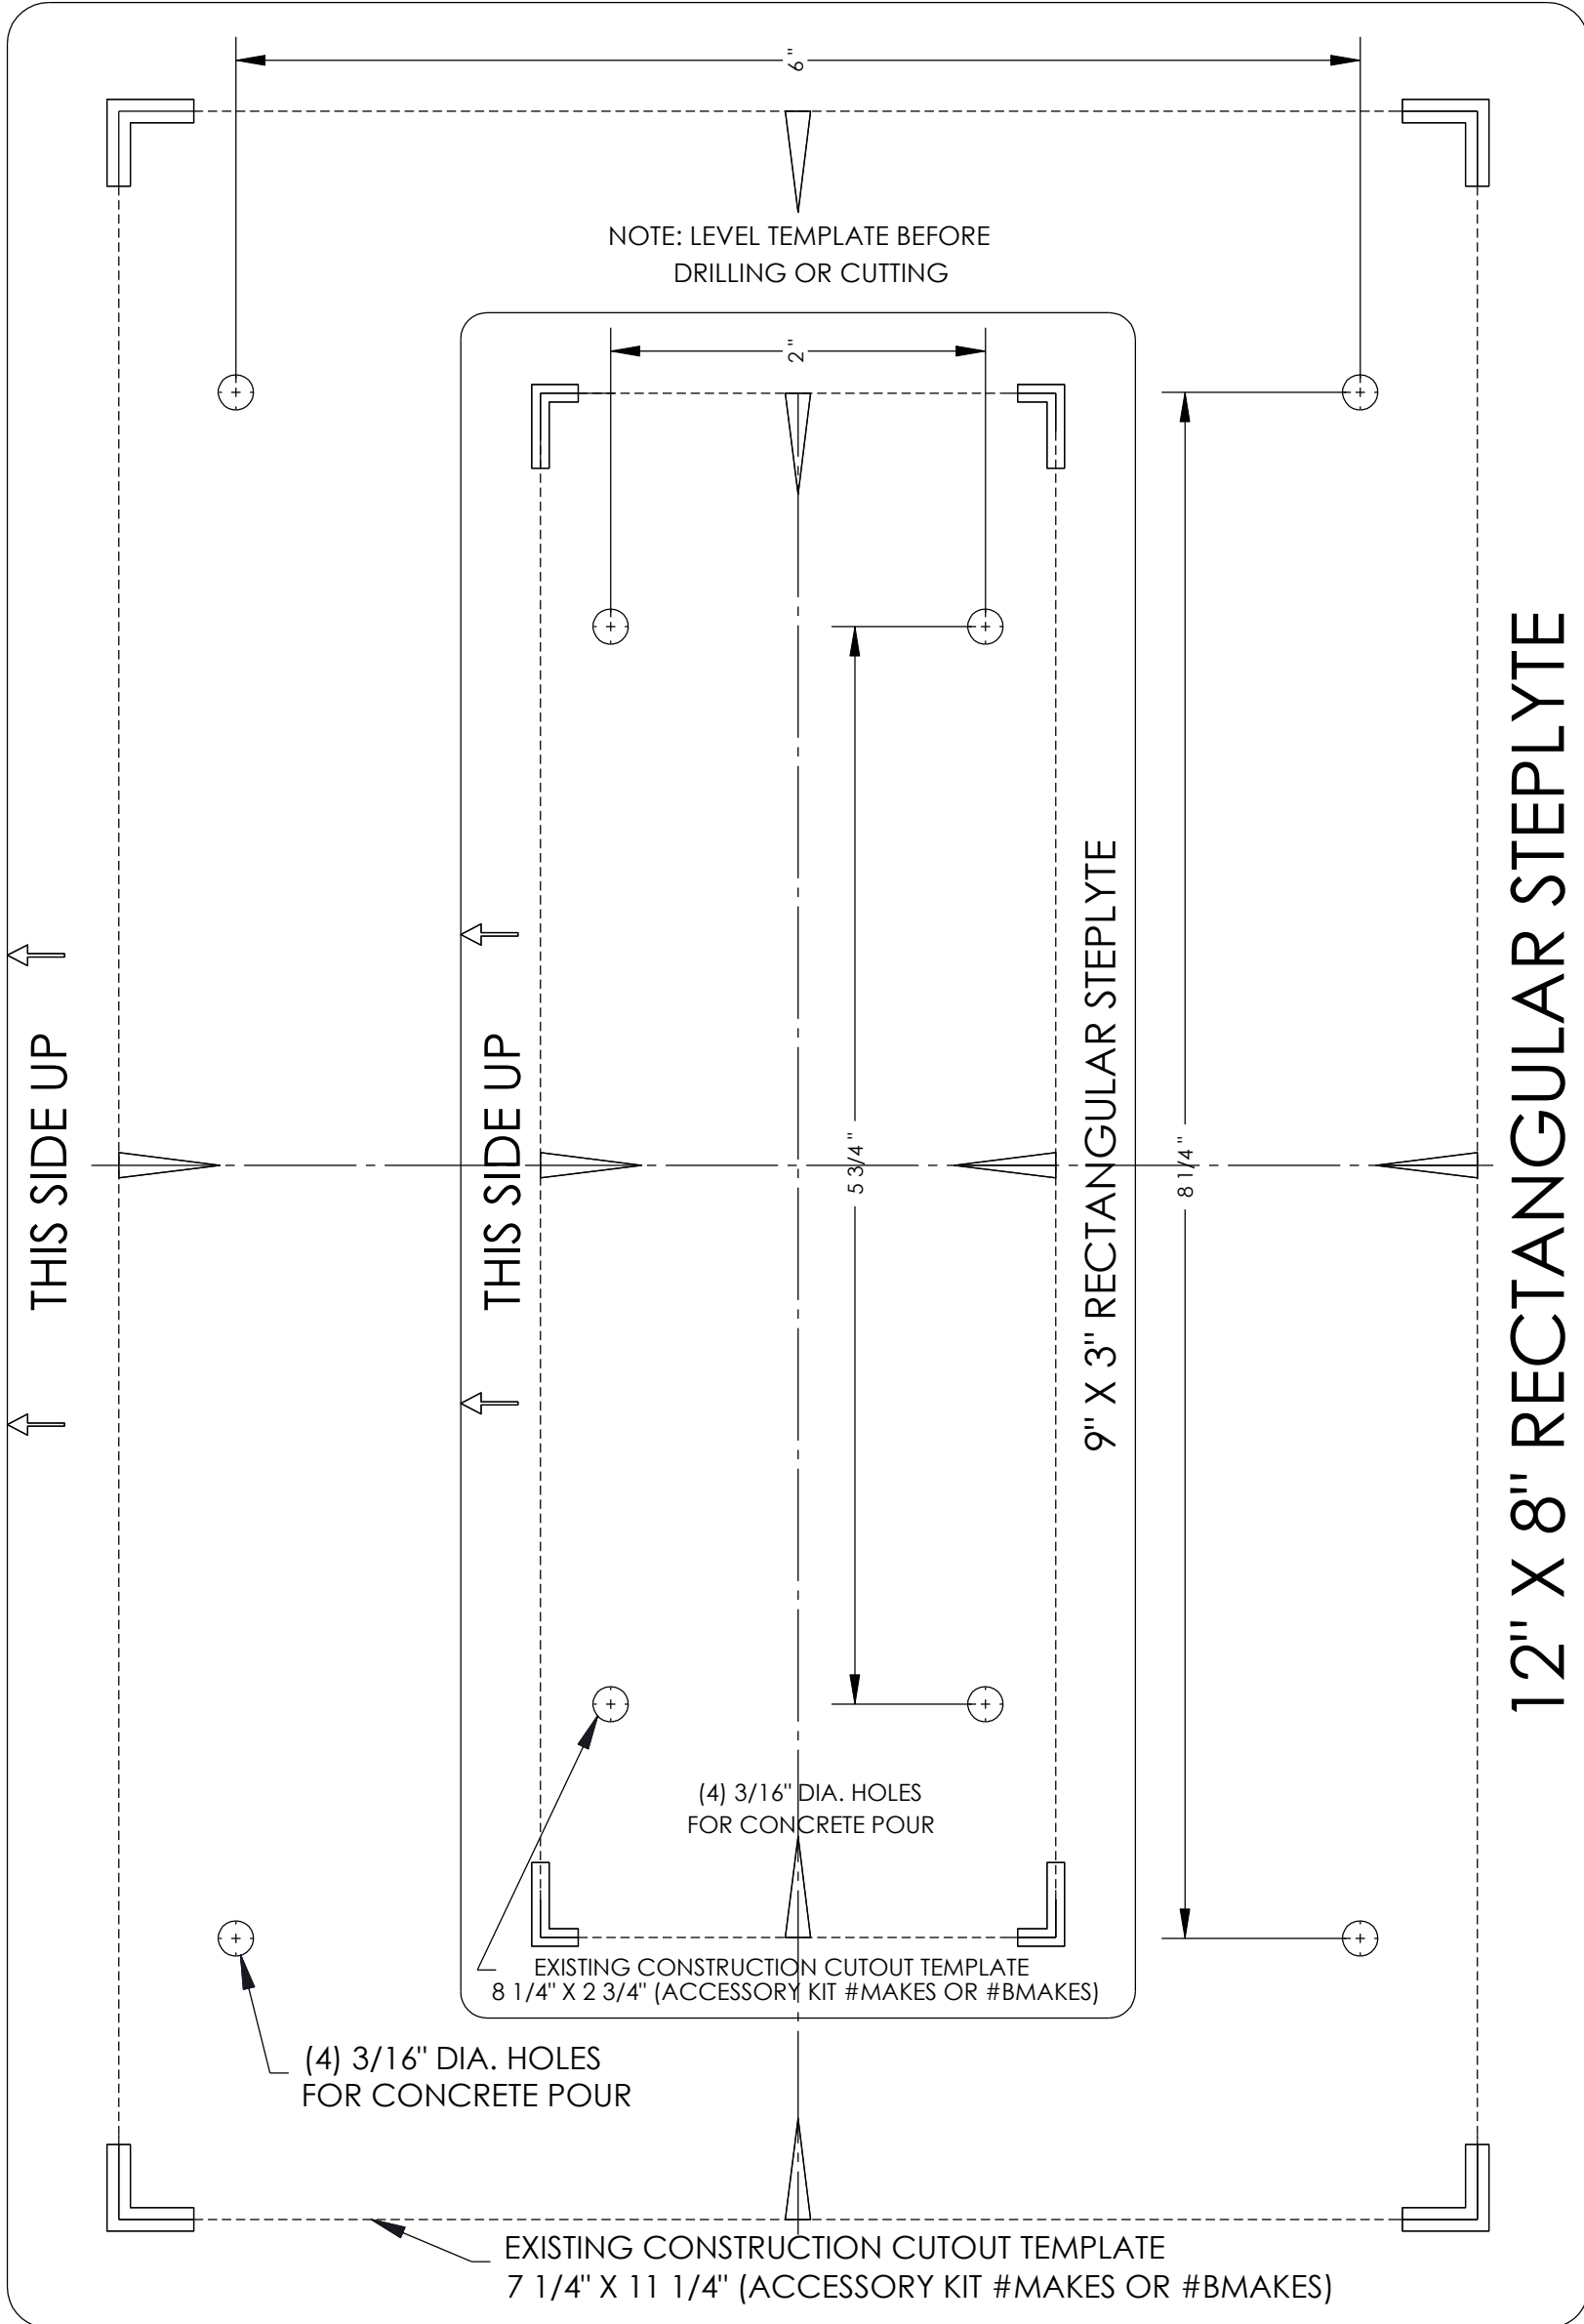 6"
NOTE: LEVEL TEMPLATE BEFORE
DRILLING OR CUTTING
2"
THIS SIDE UP
THIS SIDE UP
5 3/4"
9" X 3" RECTANGULAR STEPLYTE
8 1/4"
12" X 8" RECTANGULAR STEPLYTE
(4) 3/16" DIA. HOLES
FOR CONCRETE POUR
EXISTING CONSTRUCTION CUTOUT TEMPLATE
8 1/4" X 2 3/4" (ACCESSORY KIT #MAKES OR #BMAKES)
(4) 3/16" DIA. HOLES
FOR CONCRETE POUR
EXISTING CONSTRUCTION CUTOUT TEMPLATE
7 1/4" X 11 1/4" (ACCESSORY KIT #MAKES OR #BMAKES)